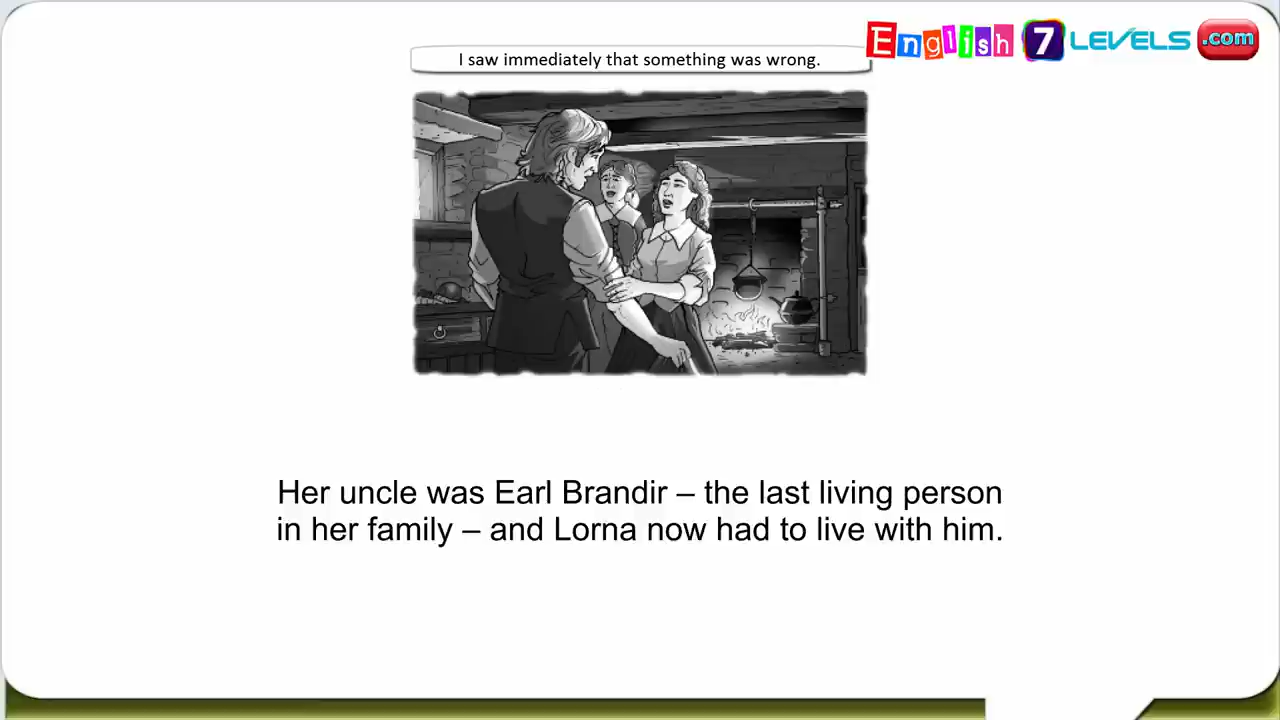 English 7 LEVELS .com
I saw immediately that something was wrong.
Her uncle was Earl Brandir – the last living person
in her family – and Lorna now had to live with him.